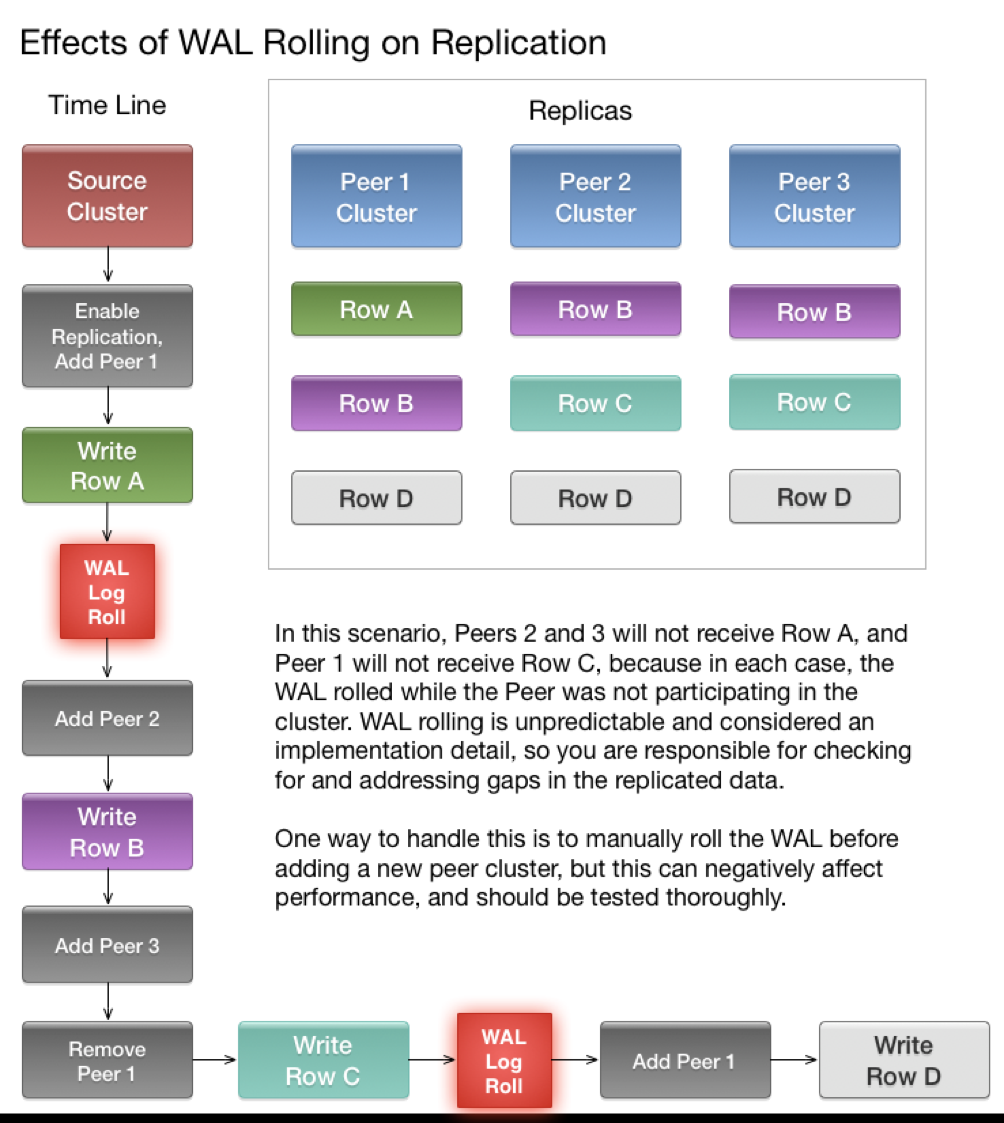 Effects of WAL Rolling on Replication
Time Line
Source
Cluster
Enable
Replication,
Add Peer 1
Write
Row A
WAL
Log
Roll
Add Peer 2
Write
Row B
Add Peer 3
Remove
Peer 1
Write
Row C
WAL
Log
Roll
Add Peer 1
Write
Row D
Replicas
Peer 1
Cluster
Peer 2
Cluster
Peer 3
Cluster
Row A
Row B
Row B
Row B
Row C
Row C
Row D
Row D
Row D
In this scenario, Peers 2 and 3 will not receive Row A, and
Peer 1 will not receive Row C, because in each case, the
WAL rolled while the Peer was not participating in the
cluster. WAL rolling is unpredictable and considered an
implementation detail, so you are responsible for checking
for and addressing gaps in the replicated data.
One way to handle this is to manually roll the WAL before
adding a new peer cluster, but this can negatively affect
performance, and should be tested thoroughly.